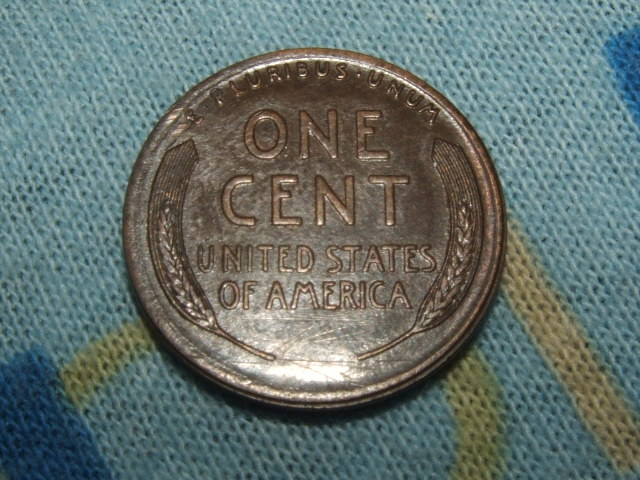 E PLURIBUS · UNUM
ONE
CENT
UNITED STATES
OF AMERICA